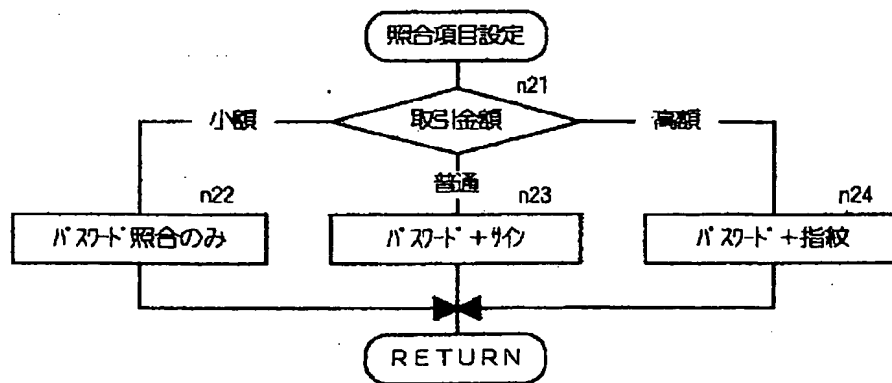 照合項目設定
n21
小額
取引金額
高額
普通
n22
n23
n24
パスワード照合のみ
パスワード+サイン
パスワード+指紋
RETURN